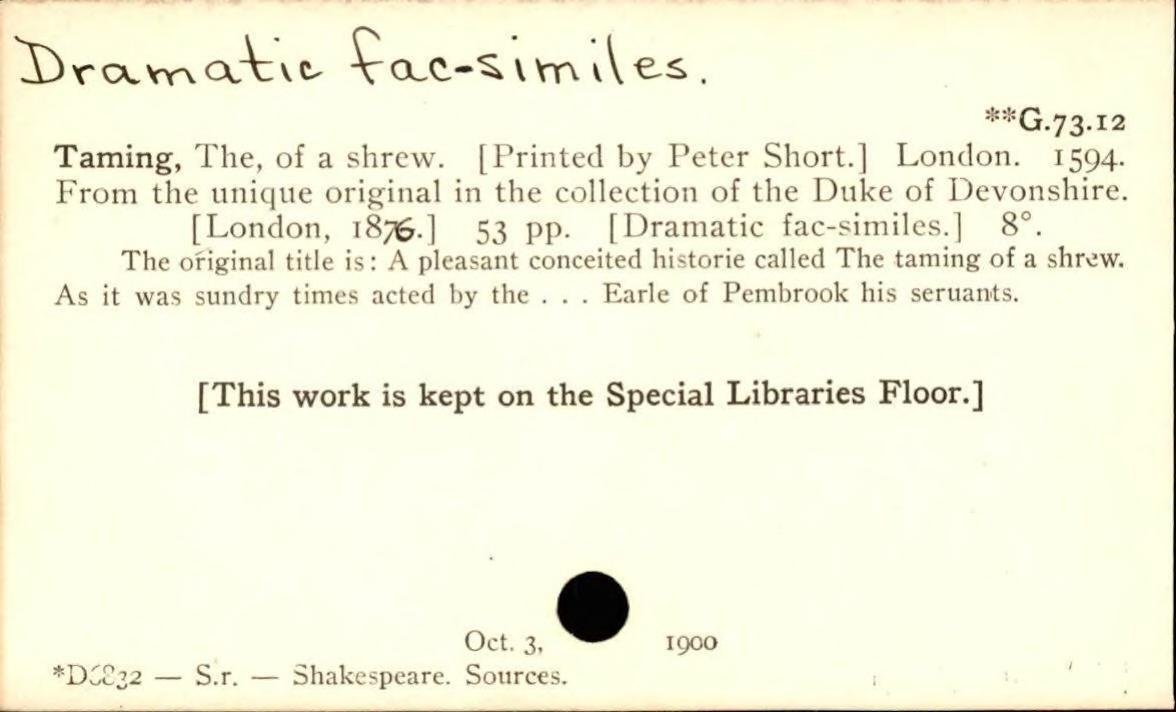 Dramatic fac-similes.
**G.73.12
Taming, The, of a shrew. [Printed by Peter Short.] London. 1594.
From the unique original in the collection of the Duke of Devonshire.
[London, 1876.] 53 pp. [Dramatic fac-similes.] 8°.
The original title is: A pleasant conceited historie called The taming of a shrew.
As it was sundry times acted by the . . . Earle of Pembrook his seruants.
[This work is kept on the Special Libraries Floor.]
Oct. 3, 1900
— S.r. — Shakespeare. Sources.